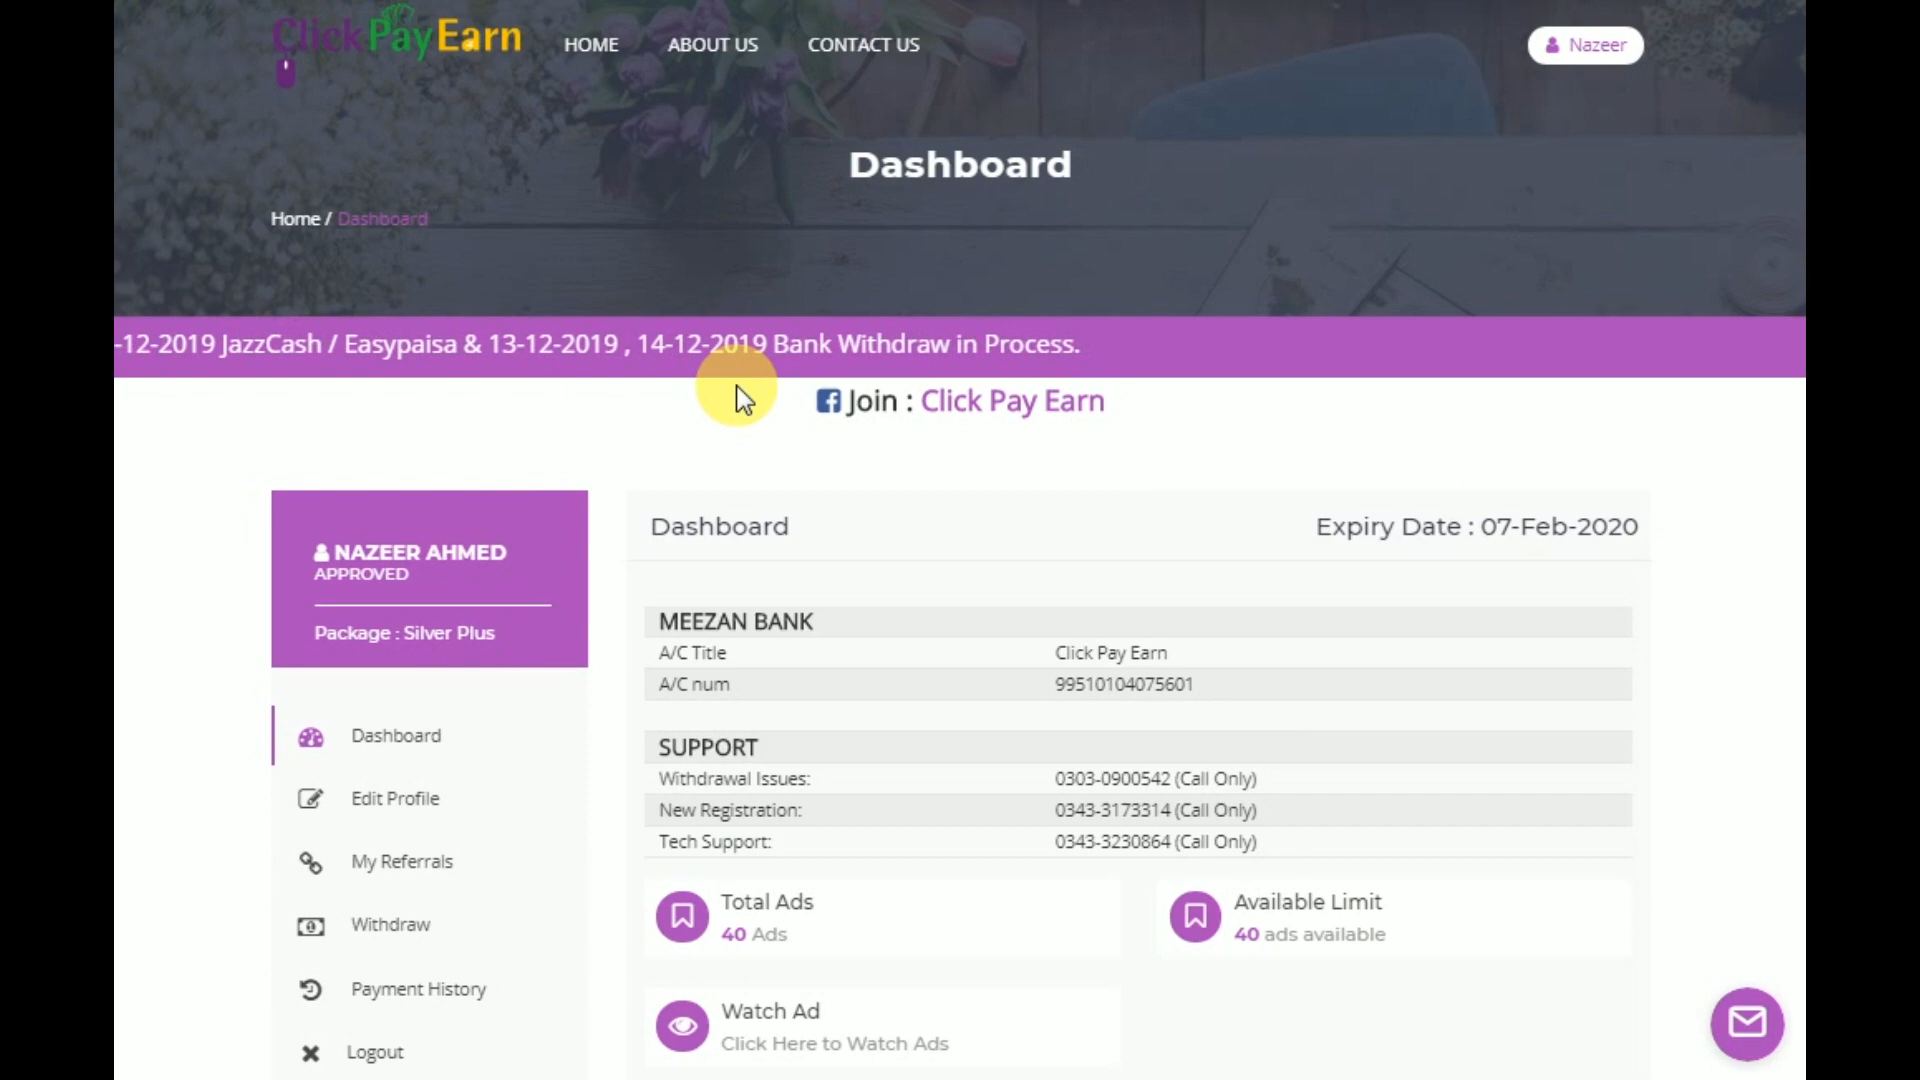 ClickPayEarn
HOME
ABOUT US
CONTACT US
Nazeer
Dashboard
Home / Dashboard
-12-2019 JazzCash / Easypaisa & 13-12-2019 , 14-12-2019 Bank Withdraw in Process.
Join : Click Pay Earn
NAZEER AHMED
APPROVED
Package : Silver Plus
Dashboard
Edit Profile
My Referrals
Withdraw
Payment History
Logout
Dashboard
Expiry Date : 07-Feb-2020
MEEZAN BANK
A/C Title Click Pay Earn
A/C num 99510104075601
SUPPORT
Withdrawal Issues: 0303-0900542 (Call Only)
New Registration: 0343-3173314 (Call Only)
Tech Support: 0343-3230864 (Call Only)
Total Ads
40 Ads
Available Limit
40 ads available
Watch Ad
Click Here to Watch Ads